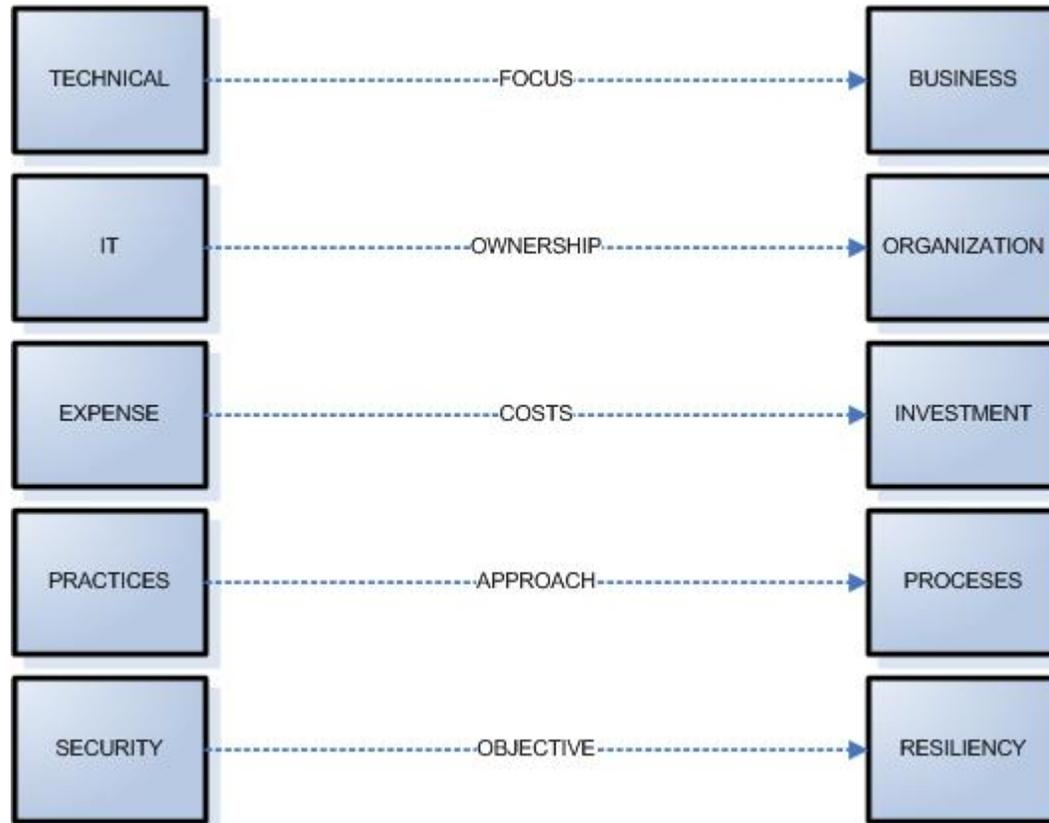 TECHNICAL FOCUS BUSINESS
IT OWNERSHIP ORGANIZATION
EXPENSE COSTS INVESTMENT
PRACTICES APPROACH PROCESES
SECURITY OBJECTIVE RESILIENCY